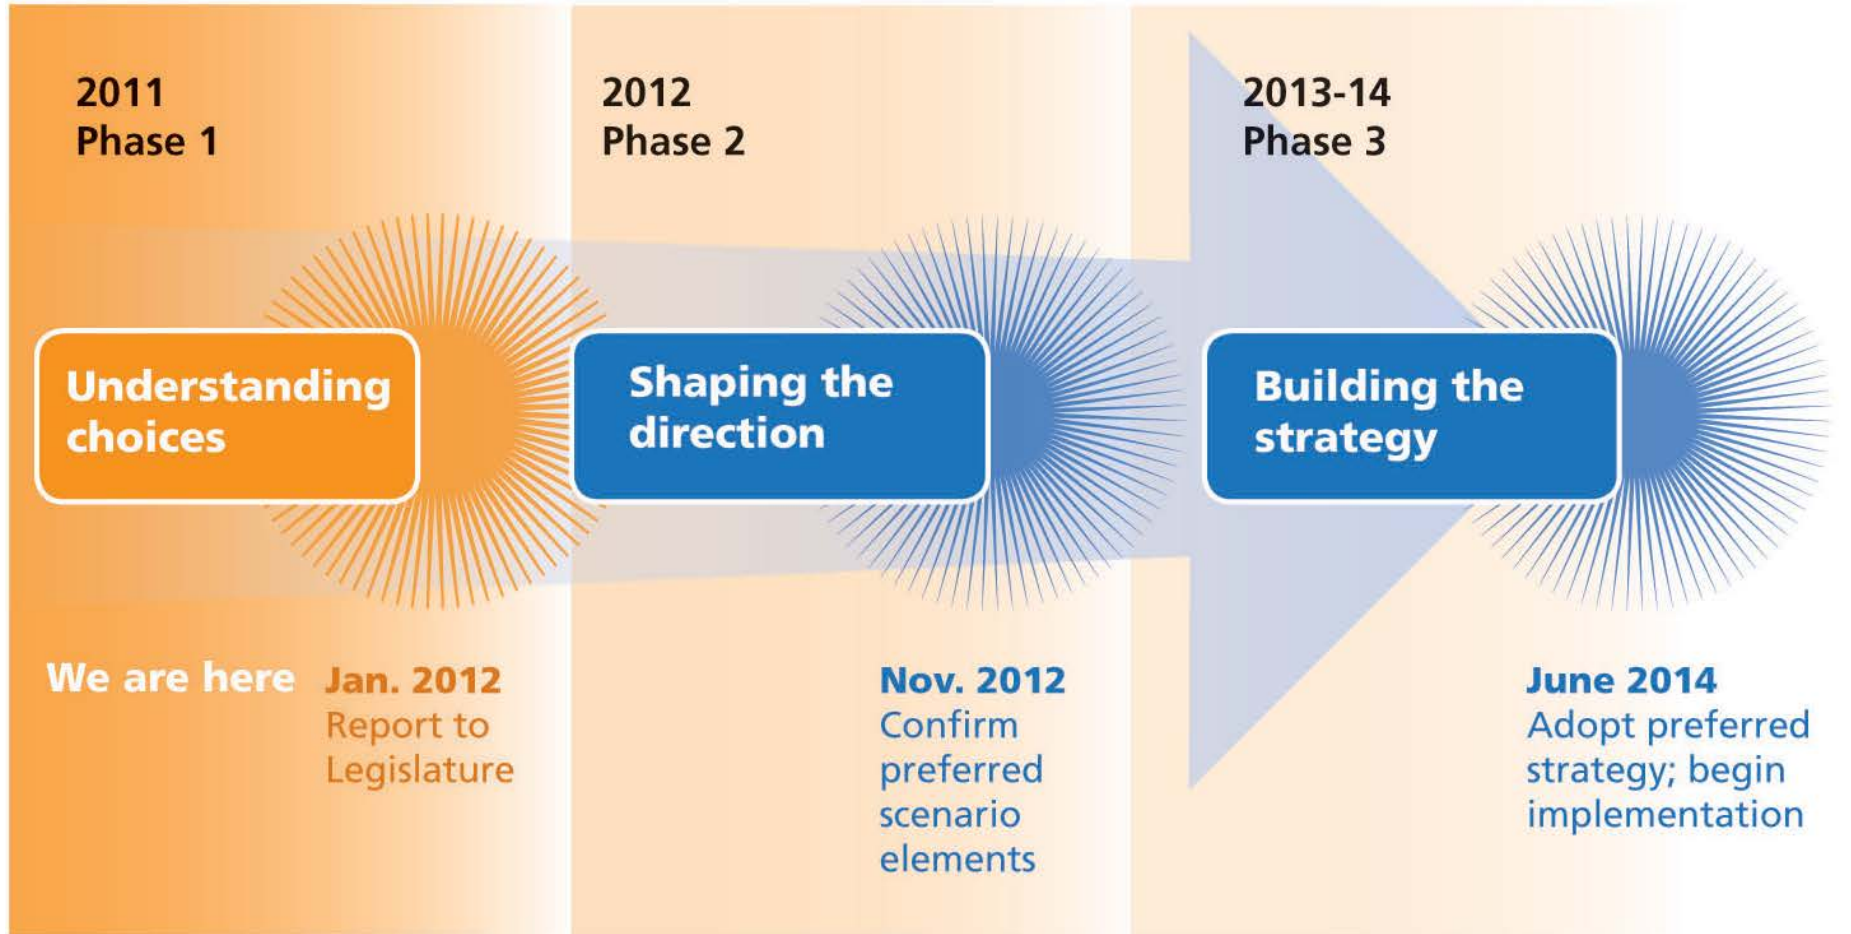 2011
Phase 1
Understanding
choices
We are here
Jan. 2012
Report to
Legislature
2012
Phase 2
Shaping the
direction
Nov. 2012
Confirm
preferred
scenario
elements
2013-14
Phase 3
Building the
strategy
June 2014
Adopt preferred
strategy; begin
implementation